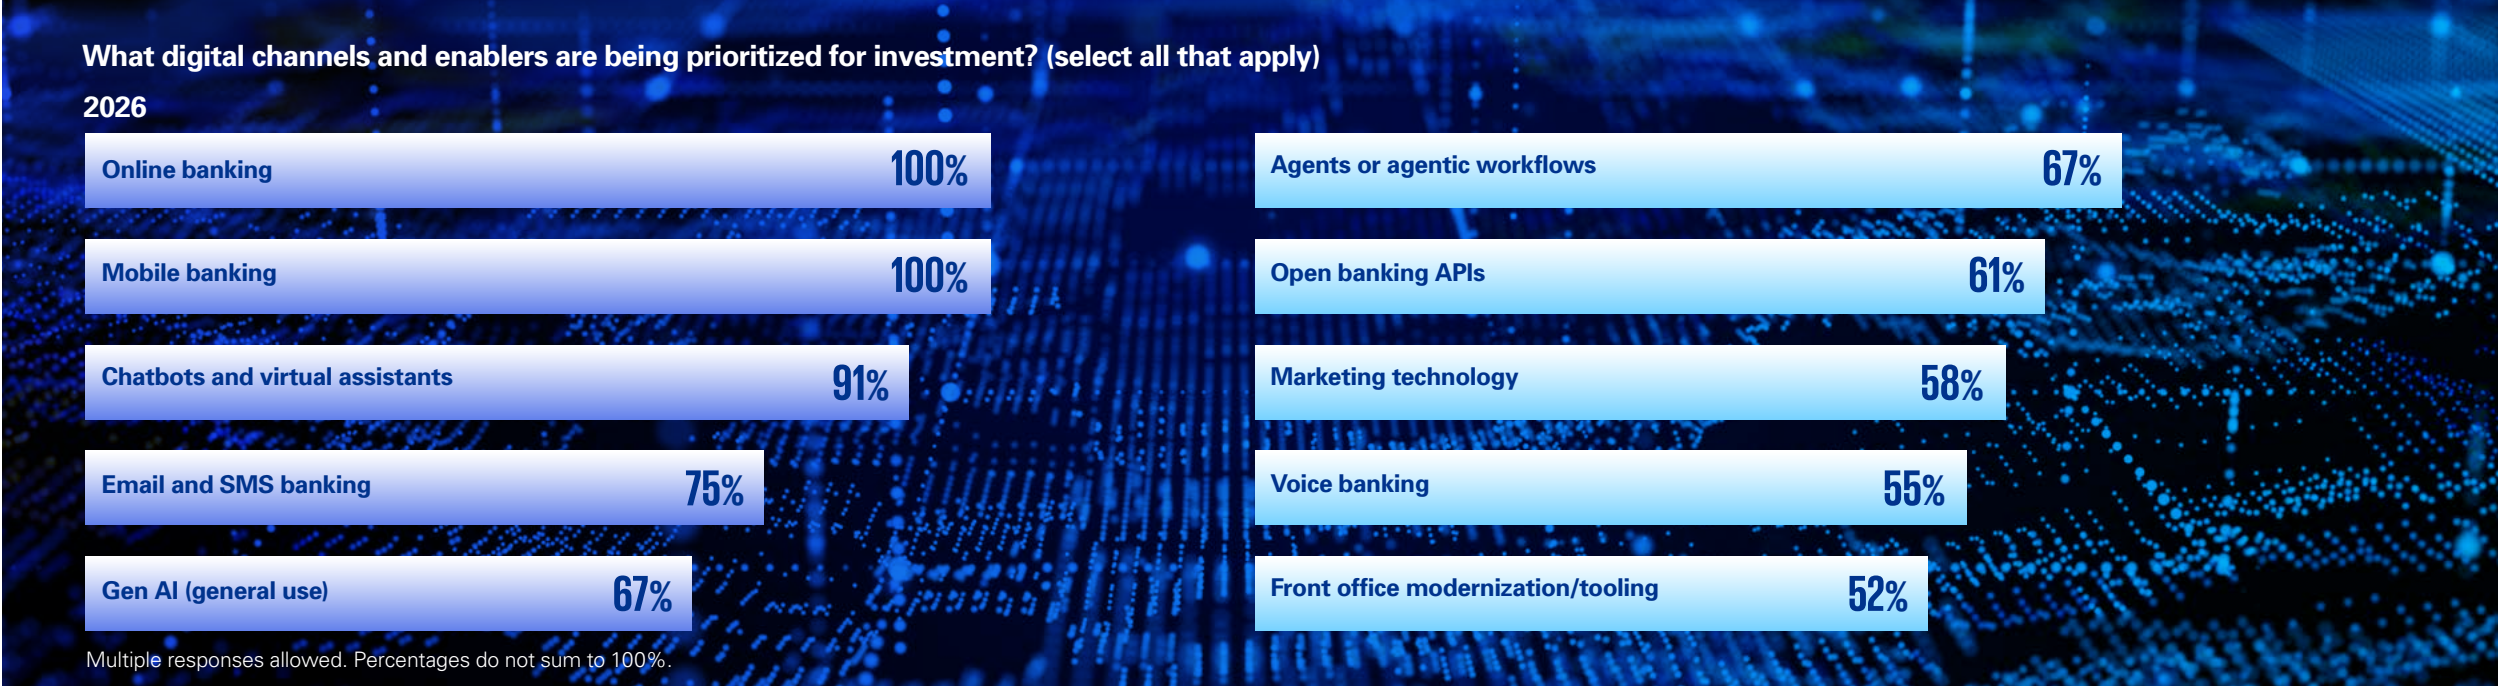 What digital channels and enablers are being prioritized for investment? (select all that apply)
2026
Online banking 100%
Mobile banking 100%
Chatbots and virtual assistants 91%
Email and SMS banking 75%
Gen AI (general use) 67%
Agents or agentic workflows 67%
Open banking APIs 61%
Marketing technology 58%
Voice banking 55%
Front office modernization/tooling 52%
Multiple responses allowed. Percentages do not sum to 100%.